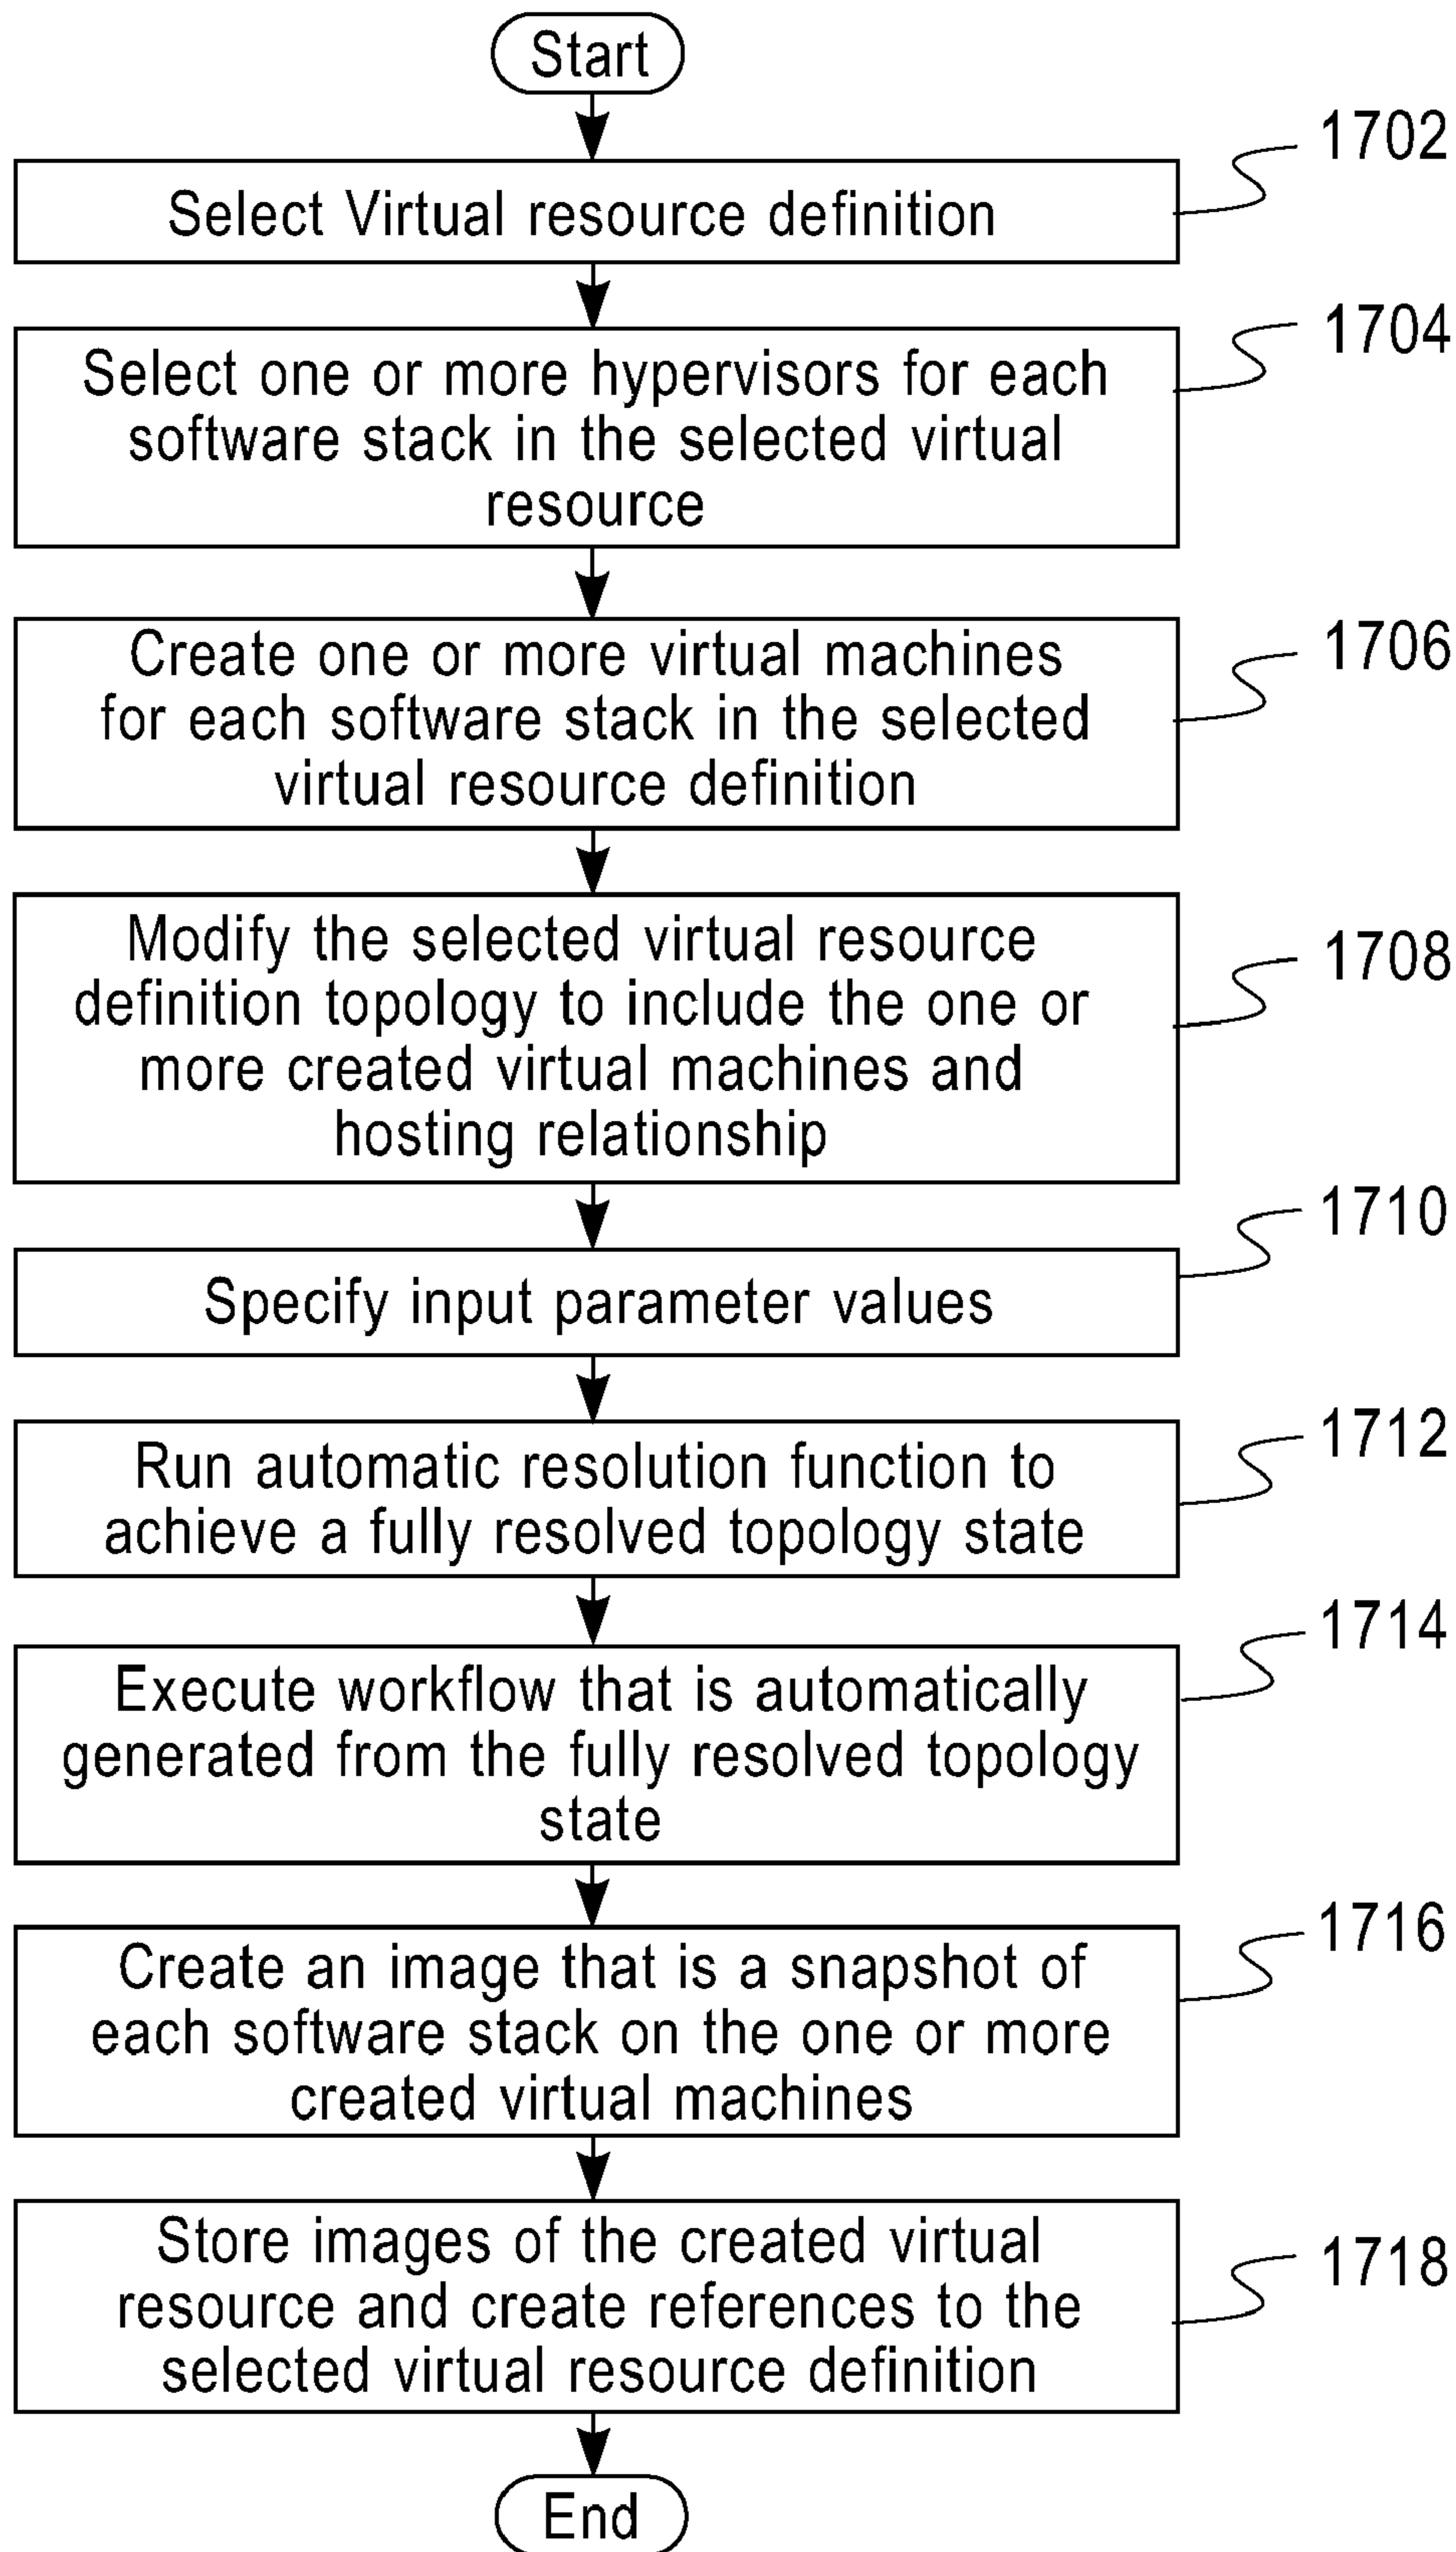 Start
1702
Select Virtual resource definition
1704
Select one or more hypervisors for each
software stack in the selected virtual
resource
1706
Create one or more virtual machines
for each software stack in the selected
virtual resource definition
1708
Modify the selected virtual resource
definition topology to include the one or
more created virtual machines and
hosting relationship
1710
Specify input parameter values
1712
Run automatic resolution function to
achieve a fully resolved topology state
1714
Execute workflow that is automatically
generated from the fully resolved topology
state
1716
Create an image that is a snapshot of
each software stack on the one or more
created virtual machines
1718
Store images of the created virtual
resource and create references to the
selected virtual resource definition
End